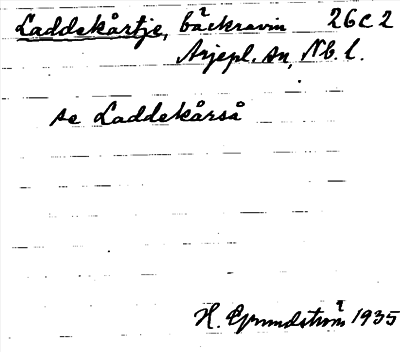 Laddekårtje, bäckravin 26C2
Arjepl. sn, Nb. l.
se Laddekårså
H. Grundström 1935